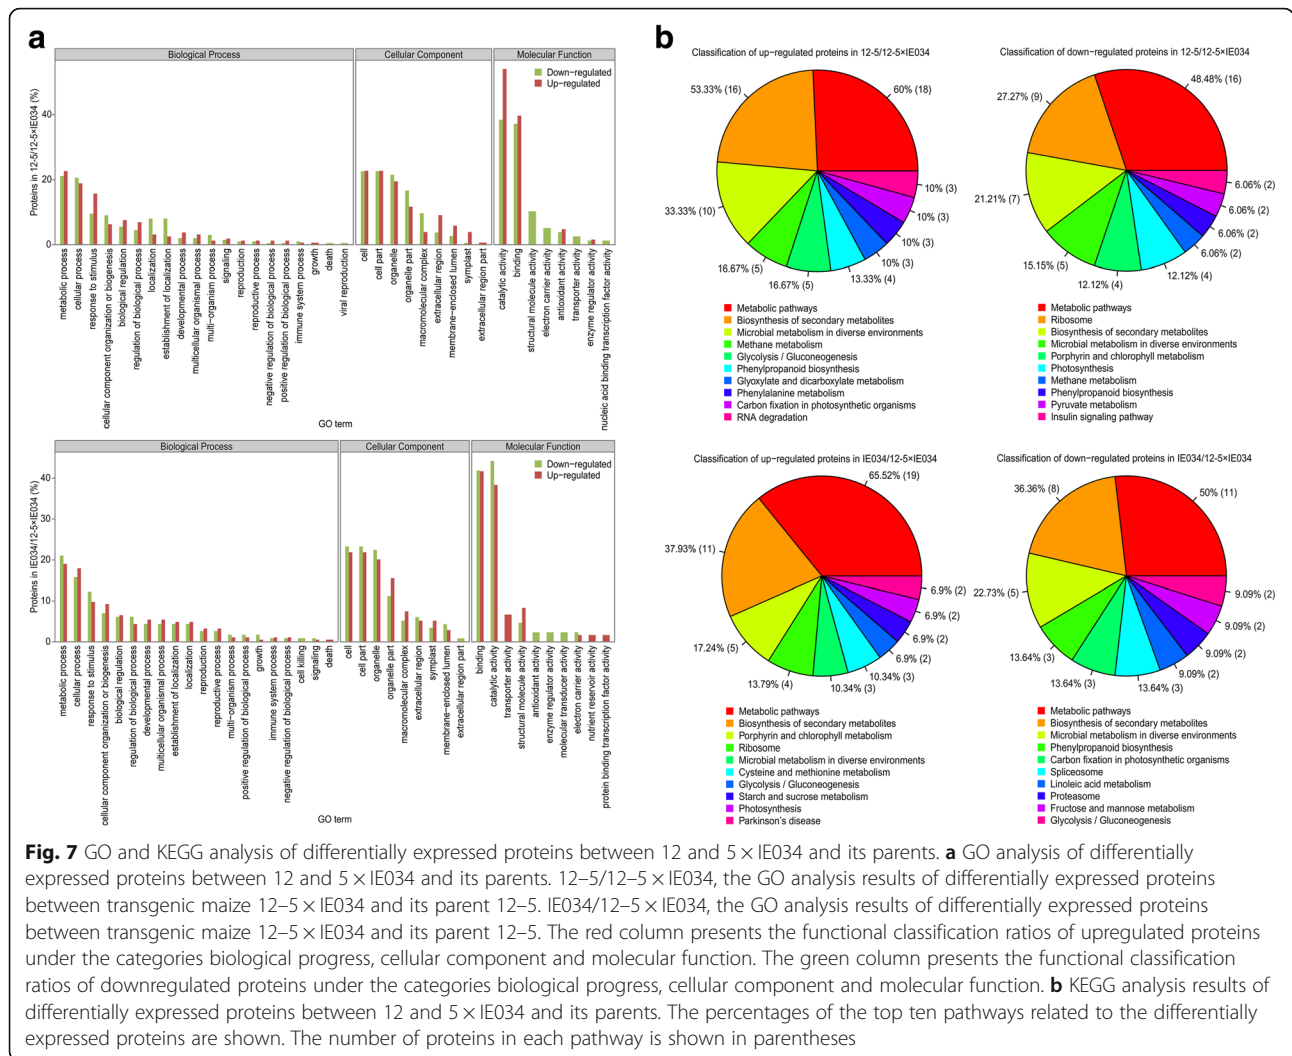 a
Biological Process
Cellular Component
Molecular Function
Down-regulated
Up-regulated
Proteins in 12-5/12-5×IE034 (%)
40
20
0
metabolic process
cellular process
response to stimulus
cellular component organization or biogenesis
biological regulation
regulation of biological process
localization
establishment of localization
developmental process
multicellular organismal process
multi-organism process
signaling
reproduction
reproductive process
negative regulation of biological process
positive regulation of biological process
immune system process
growth
death
viral reproduction
cell
cell part
organelle
organelle part
macromolecular complex
extracellular region
membrane-enclosed lumen
symplast
extracellular region part
catalytic activity
binding
structural molecule activity
electron carrier activity
antioxidant activity
transporter activity
enzyme regulator activity
nucleic acid binding transcription factor activity
GO term
Biological Process
Cellular Component
Molecular Function
Down-regulated
Up-regulated
Proteins in IE034/12-5×IE034 (%)
40
30
20
10
0
metabolic process
cellular process
response to stimulus
cellular component organization or biogenesis
biological regulation
regulation of biological process
developmental process
multicellular organismal process
establishment of localization
localization
reproduction
reproductive process
multi-organism process
positive regulation of biological process
growth
immune system process
negative regulation of biological process
cell killing
signaling
death
cell
cell part
organelle
organelle part
macromolecular complex
extracellular region
symplast
membrane-enclosed lumen
extracellular region part
binding
catalytic activity
transporter activity
structural molecule activity
antioxidant activity
enzyme regulator activity
molecular transducer activity
electron carrier activity
nutrient reservoir activity
protein binding transcription factor activity
GO term
b
Classification of up-regulated proteins in 12-5/12-5×IE034
60% (18)
53.33% (16)
33.33% (10)
16.67% (5)
16.67% (5)
13.33% (4)
10% (3)
10% (3)
10% (3)
10% (3)
Metabolic pathways
Biosynthesis of secondary metabolites
Microbial metabolism in diverse environments
Methane metabolism
Glycolysis / Gluconeogenesis
Phenylpropanoid biosynthesis
Glyoxylate and dicarboxylate metabolism
Phenylalanine metabolism
Carbon fixation in photosynthetic organisms
RNA degradation
Classification of down-regulated proteins in 12-5/12-5×IE034
48.48% (16)
27.27% (9)
21.21% (7)
15.15% (5)
12.12% (4)
12.12% (4)
6.06% (2)
6.06% (2)
6.06% (2)
6.06% (2)
Metabolic pathways
Ribosome
Biosynthesis of secondary metabolites
Microbial metabolism in diverse environments
Porphyrin and chlorophyll metabolism
Photosynthesis
Methane metabolism
Phenylpropanoid biosynthesis
Pyruvate metabolism
Insulin signaling pathway
Classification of up-regulated proteins in IE034/12-5×IE034
65.52% (19)
37.93% (11)
17.24% (5)
13.79% (4)
10.34% (3)
10.34% (3)
6.9% (2)
6.9% (2)
6.9% (2)
6.9% (2)
Metabolic pathways
Biosynthesis of secondary metabolites
Porphyrin and chlorophyll metabolism
Ribosome
Microbial metabolism in diverse environments
Cysteine and methionine metabolism
Glycolysis / Gluconeogenesis
Starch and sucrose metabolism
Photosynthesis
Parkinson's disease
Classification of down-regulated proteins in IE034/12-5×IE034
50% (11)
36.36% (8)
22.73% (5)
13.64% (3)
13.64% (3)
13.64% (3)
9.09% (2)
9.09% (2)
9.09% (2)
9.09% (2)
Metabolic pathways
Biosynthesis of secondary metabolites
Microbial metabolism in diverse environments
Phenylpropanoid biosynthesis
Carbon fixation in photosynthetic organisms
Spliceosome
Linoleic acid metabolism
Proteasome
Fructose and mannose metabolism
Glycolysis / Gluconeogenesis
Fig. 7 GO and KEGG analysis of differentially expressed proteins between 12 and 5 × IE034 and its parents. a GO analysis of differentially
expressed proteins between 12 and 5 × IE034 and its parents. 12–5/12–5 × IE034, the GO analysis results of differentially expressed proteins
between transgenic maize 12–5 × IE034 and its parent 12–5. IE034/12–5 × IE034, the GO analysis results of differentially expressed proteins
between transgenic maize 12–5 × IE034 and its parent 12–5. The red column presents the functional classification ratios of upregulated proteins
under the categories biological progress, cellular component and molecular function. The green column presents the functional classification
ratios of downregulated proteins under the categories biological progress, cellular component and molecular function. b KEGG analysis results of
differentially expressed proteins between 12 and 5 × IE034 and its parents. The percentages of the top ten pathways related to the differentially
expressed proteins are shown. The number of proteins in each pathway is shown in parentheses